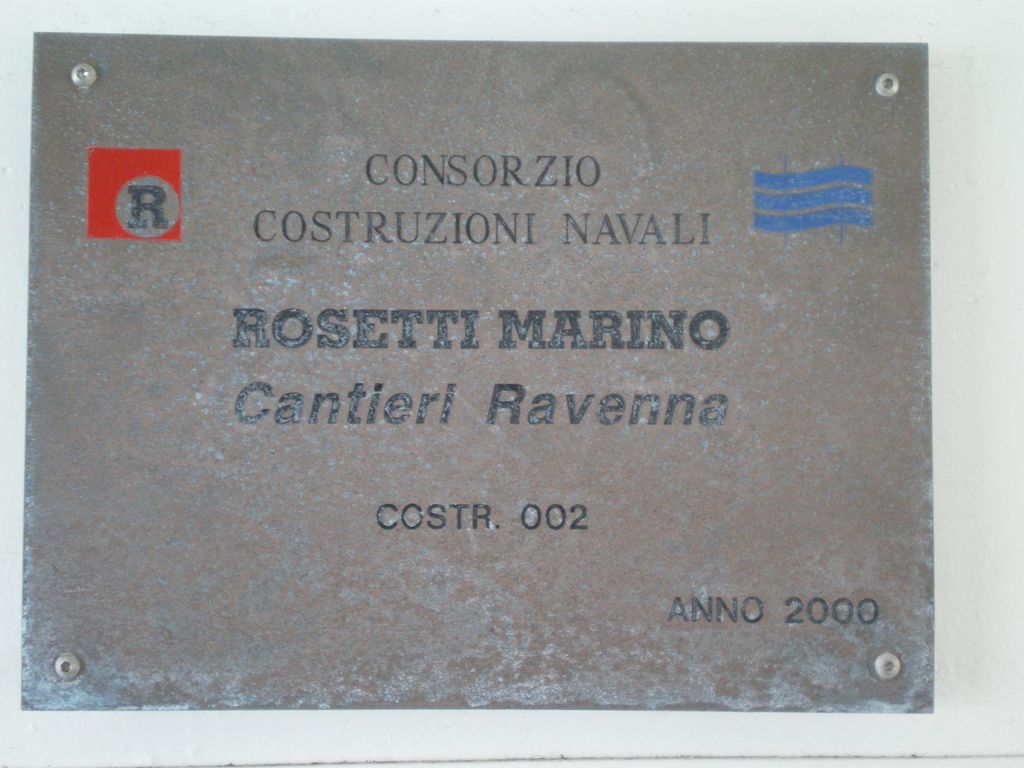 CONSORZIO
COSTRUZIONI NAVALI
R
ROSETTI MARINO
Cantieri Ravenna
COSTR. 002
ANNO 2000